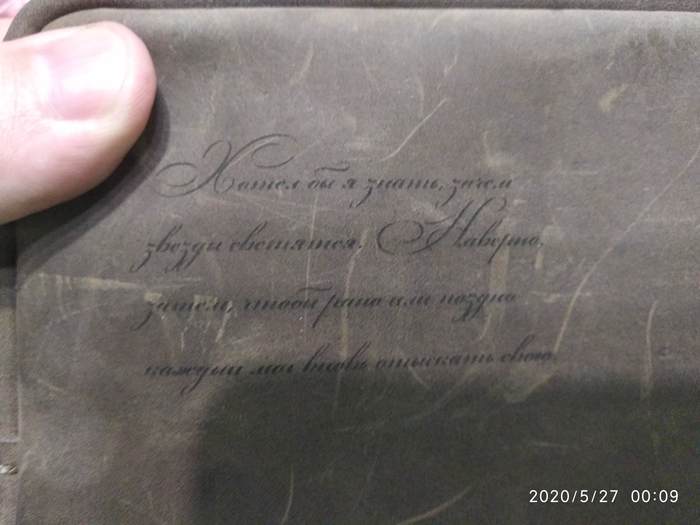 Хотел бы я знать, зачем
звезды светятся. Наверно,
затем, чтобы рано или поздно
каждый мог вновь отыскать свою.
2020/5/27 00:09